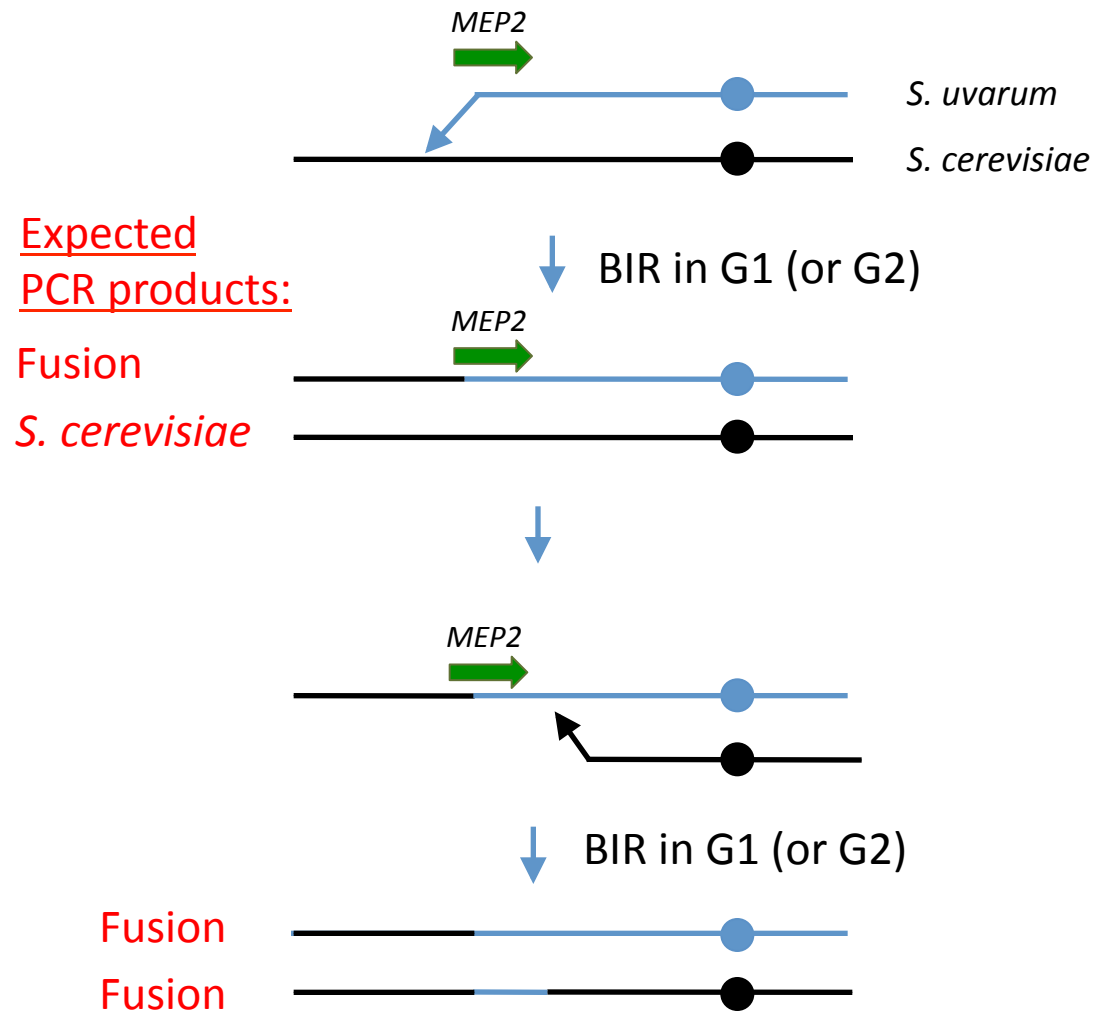 MEP2
S. uvarum
S. cerevisiae
Expected
PCR products:
BIR in G1 (or G2)
MEP2
Fusion
S. cerevisiae
MEP2
BIR in G1 (or G2)
Fusion
Fusion